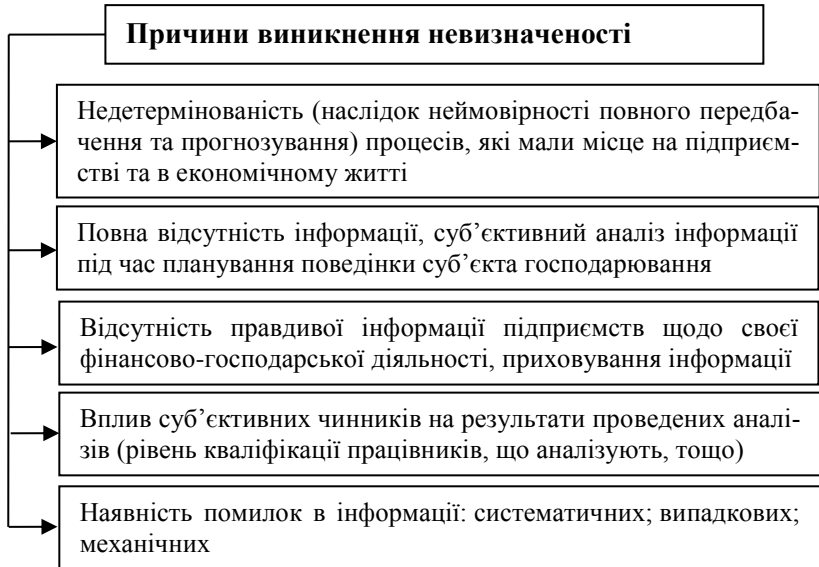 Причини виникнення невизначеності
Недетермінованість (наслідок неймовірності повного передба-
чення та прогнозування) процесів, які мали місце на підприєм-
стві та в економічному житті
Повна відсутність інформації, суб’єктивний аналіз інформації
під час планування поведінки суб’єкта господарювання
Відсутність правдивої інформації підприємств щодо своєї
фінансово-господарської діяльності, приховування інформації
Вплив суб’єктивних чинників на результати проведених аналі-
зів (рівень кваліфікації працівників, що аналізують, тощо)
Наявність помилок в інформації: систематичних; випадкових;
механічних